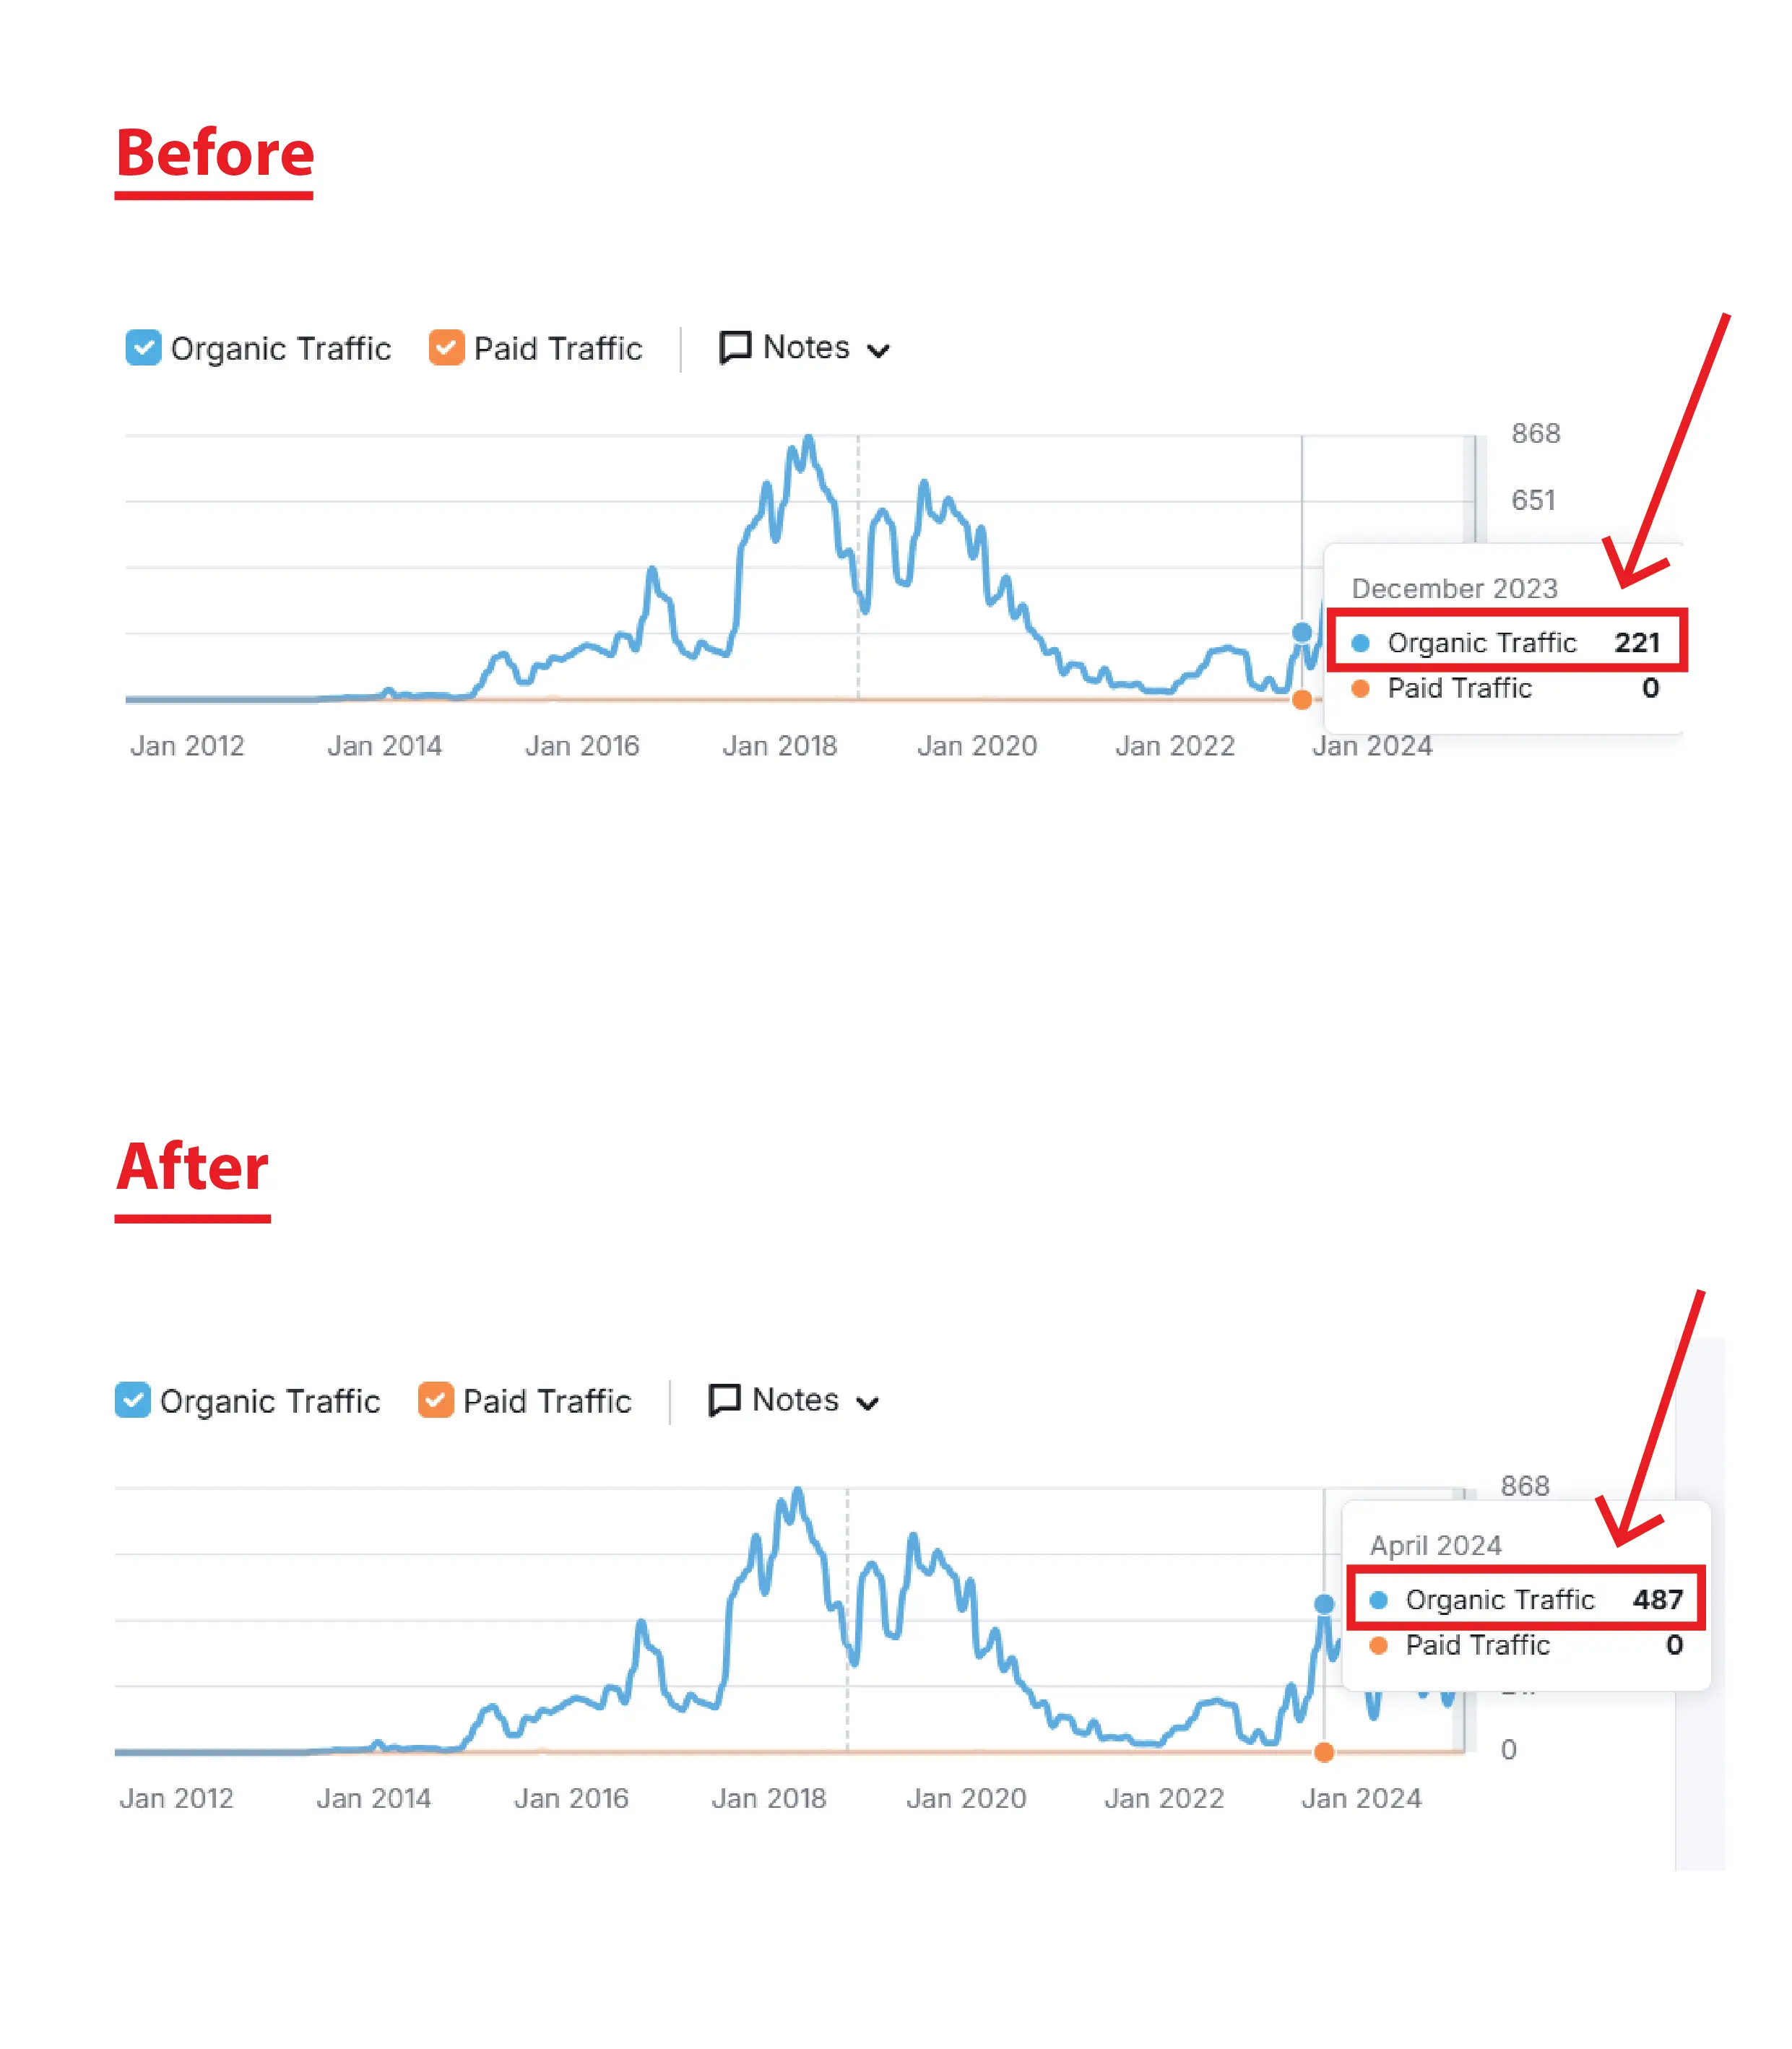 Before
Organic Traffic Paid Traffic Notes
868
651
December 2023
Organic Traffic 221
Paid Traffic 0
Jan 2012 Jan 2014 Jan 2016 Jan 2018 Jan 2020 Jan 2022 Jan 2024
After
Organic Traffic Paid Traffic Notes
868
April 2024
Organic Traffic 487
Paid Traffic 0
0
Jan 2012 Jan 2014 Jan 2016 Jan 2018 Jan 2020 Jan 2022 Jan 2024